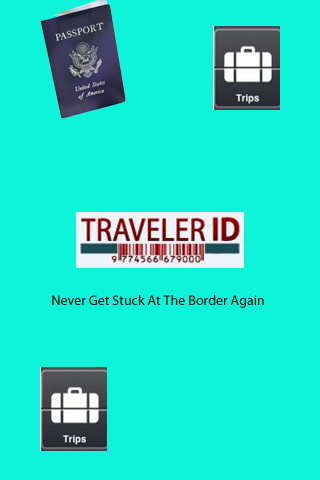 PASSPORT
United States
of America
Trips
TRAVELER ID
9 774566 679000
Never Get Stuck At The Border Again
Trips